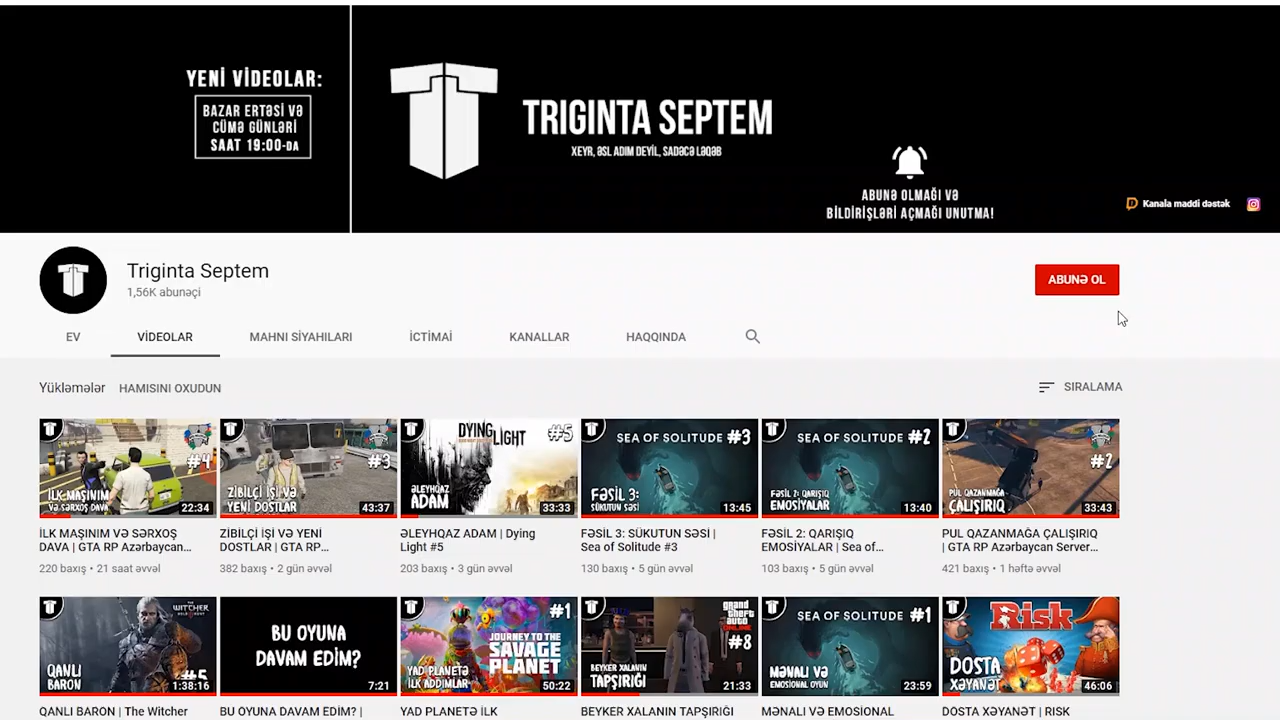 YENİ VİDEOLAR:
BAZAR ERTƏSİ VƏ
CÜMƏ GÜNLƏRİ
SAAT 19:00-DA
TRIGINTA SEPTEM
XEYR, ƏSL ADIM DEYİL, SADƏCƏ LƏQƏB
ABUNƏ OLMAĞI VƏ
BİLDİRİŞLƏRİ AÇMAĞI UNUTMA!
Kanala maddi dəstək
Triginta Septem
1,56K abunəçi
ABUNƏ OL
EV VİDEOLAR MAHNI SİYAHILARI İCTİMAİ KANALLAR HAQQINDA
Yükləmələr HAMISINI OXUDUN SIRALAMA
#4
İLK MAŞINIM
VƏ SƏRXOŞ DAVA
22:34
#3
ZİBİLÇİ İŞİ VƏ
YENİ DOSTLAR
43:37
DYING LIGHT
#5
ƏLEYHQAZ
ADAM
33:33
SEA OF SOLITUDE #3
FƏSİL 3:
SÜKUTUN SƏSİ
13:45
SEA OF SOLITUDE #2
FƏSİL 2: QARIŞIQ
EMOSİYALAR
13:40
#2
PUL QAZANMAĞA
ÇALIŞIRIQ
33:43
İLK MAŞINIM VƏ SƏRXOŞ
DAVA | GTA RP Azərbaycan...
220 baxış • 21 saat əvvəl
ZİBİLÇİ İŞİ VƏ YENİ
DOSTLAR | GTA RP...
382 baxış • 2 gün əvvəl
ƏLEYHQAZ ADAM | Dying
Light #5
203 baxış • 3 gün əvvəl
FƏSİL 3: SÜKUTUN SƏSİ |
Sea of Solitude #3
130 baxış • 5 gün əvvəl
FƏSİL 2: QARIŞIQ
EMOSİYALAR | Sea of...
103 baxış • 5 gün əvvəl
PUL QAZANMAĞA ÇALIŞIRIQ
| GTA RP Azərbaycan Server...
421 baxış • 1 həftə əvvəl
WITCHER
QANLI
BARON
#5
1:38:16
BU OYUNA
DAVAM EDİM?
7:21
#1
JOURNEY TO THE
SAVAGE
PLANET
YAD PLANETƏ
İLK ADDIMLAR
50:22
grand
theft
auto
ONLINE
#8
BEYKER XALANIN
TAPŞIRIĞI
21:33
SEA OF SOLITUDE #1
MƏNALI VƏ
EMOSIONAL OYUN
23:59
RISK
DOSTA
XƏYANƏT
46:06
QANLI BARON | The Witcher
BU OYUNA DAVAM EDİM? |
YAD PLANETƏ İLK
BEYKER XALANIN TAPŞIRIĞI
MƏNALI VƏ EMOSIONAL
DOSTA XƏYANƏT | RISK